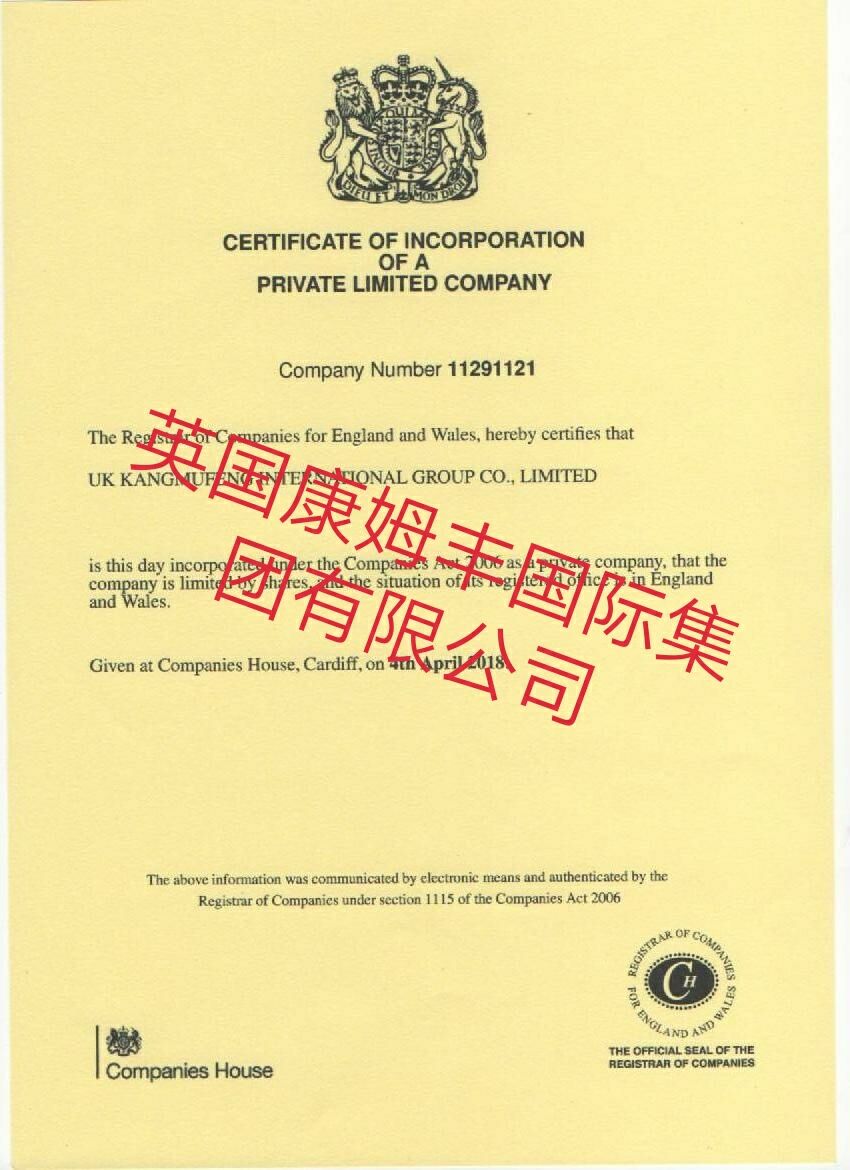 DIEU ET MON DROIT
CERTIFICATE OF INCORPORATION
OF A
PRIVATE LIMITED COMPANY
Company Number 11291121
The Registrar of Companies for England and Wales, hereby certifies that
UK KANGMUFENG INTERNATIONAL GROUP CO., LIMITED
英国康姆丰国际集
团有限公司
is this day incorporated under the Companies Act 2006 as a private company, that the
company is limited by shares, and the situation of its registered office is in England
and Wales.
Given at Companies House, Cardiff, on 4th April 2018.
The above information was communicated by electronic means and authenticated by the
Registrar of Companies under section 1115 of the Companies Act 2006
REGISTRAR OF COMPANIES
FOR ENGLAND AND WALES
CH
THE OFFICIAL SEAL OF THE
REGISTRAR OF COMPANIES
Companies House